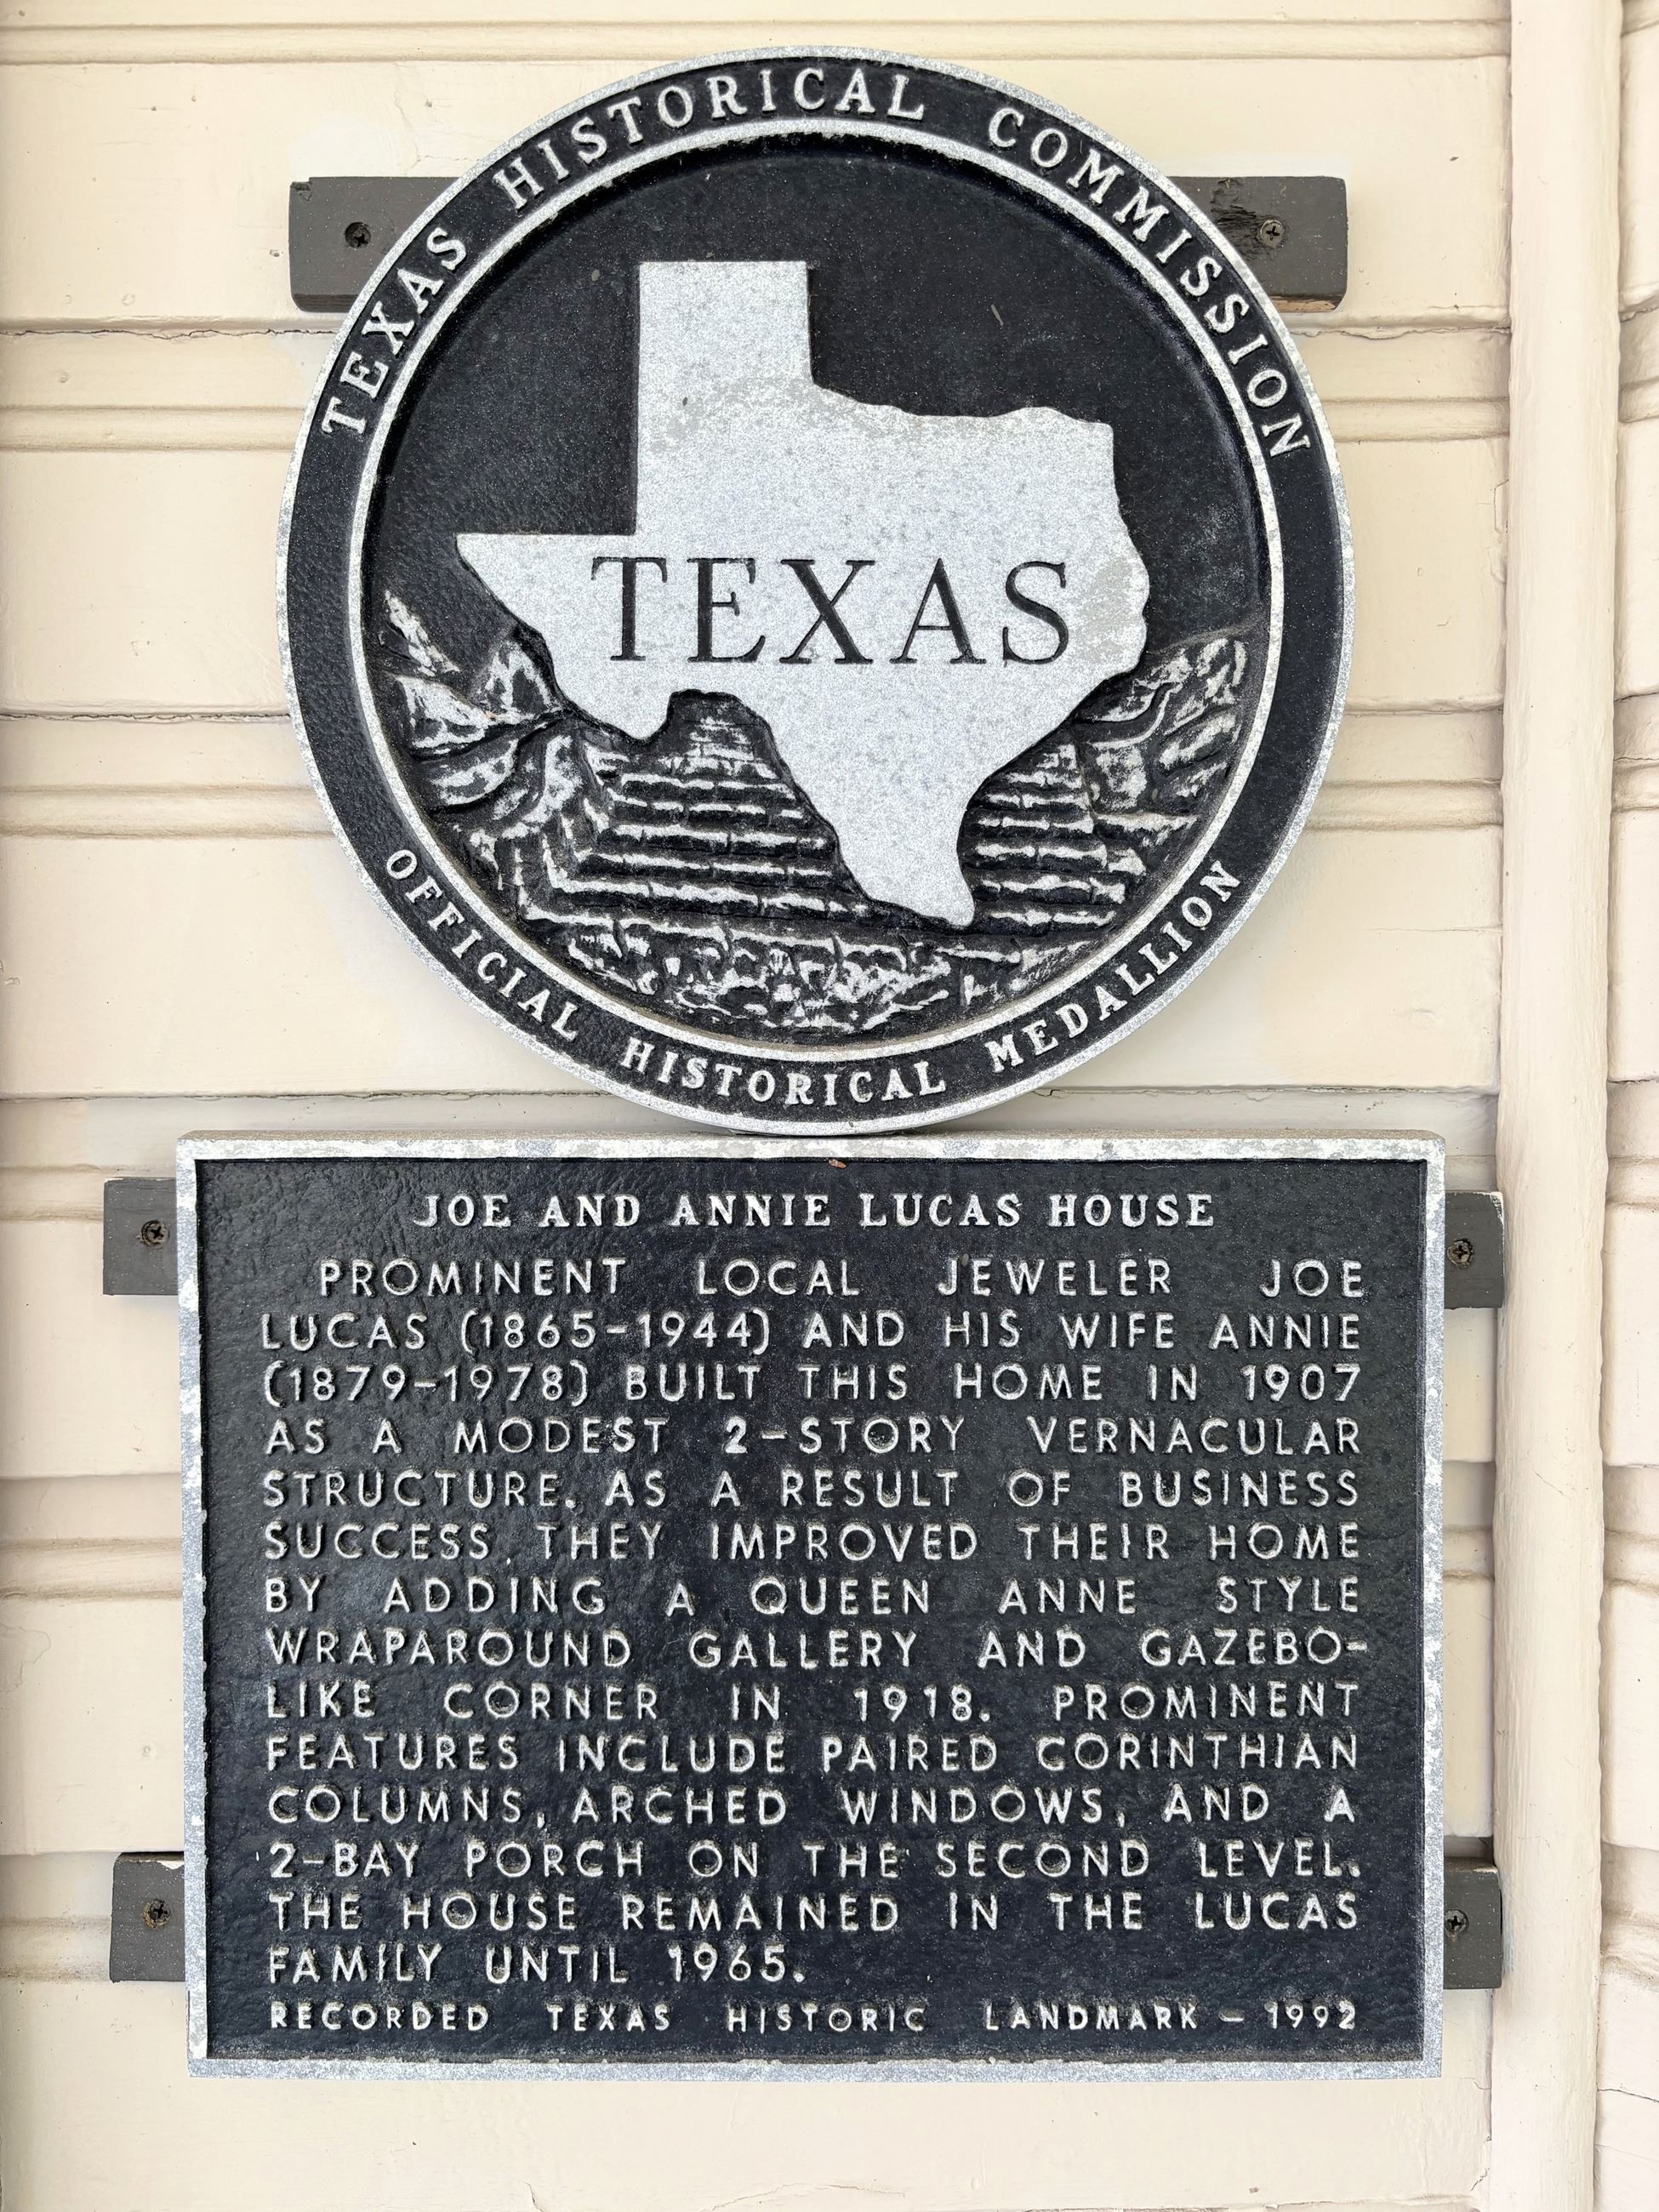 TEXAS HISTORICAL COMMISSION
TEXAS
OFFICIAL HISTORICAL MEDALLION
JOE AND ANNIE LUCAS HOUSE
PROMINENT LOCAL JEWELER JOE
LUCAS (1865-1944) AND HIS WIFE ANNIE
(1879-1978) BUILT THIS HOME IN 1907
AS A MODEST 2-STORY VERNACULAR
STRUCTURE. AS A RESULT OF BUSINESS
SUCCESS, THEY IMPROVED THEIR HOME
BY ADDING A QUEEN ANNE STYLE
WRAPAROUND GALLERY AND GAZEBO-
LIKE CORNER IN 1918. PROMINENT
FEATURES INCLUDE PAIRED CORINTHIAN
COLUMNS, ARCHED WINDOWS, AND A
2-BAY PORCH ON THE SECOND LEVEL.
THE HOUSE REMAINED IN THE LUCAS
FAMILY UNTIL 1965.
RECORDED TEXAS HISTORIC LANDMARK - 1992